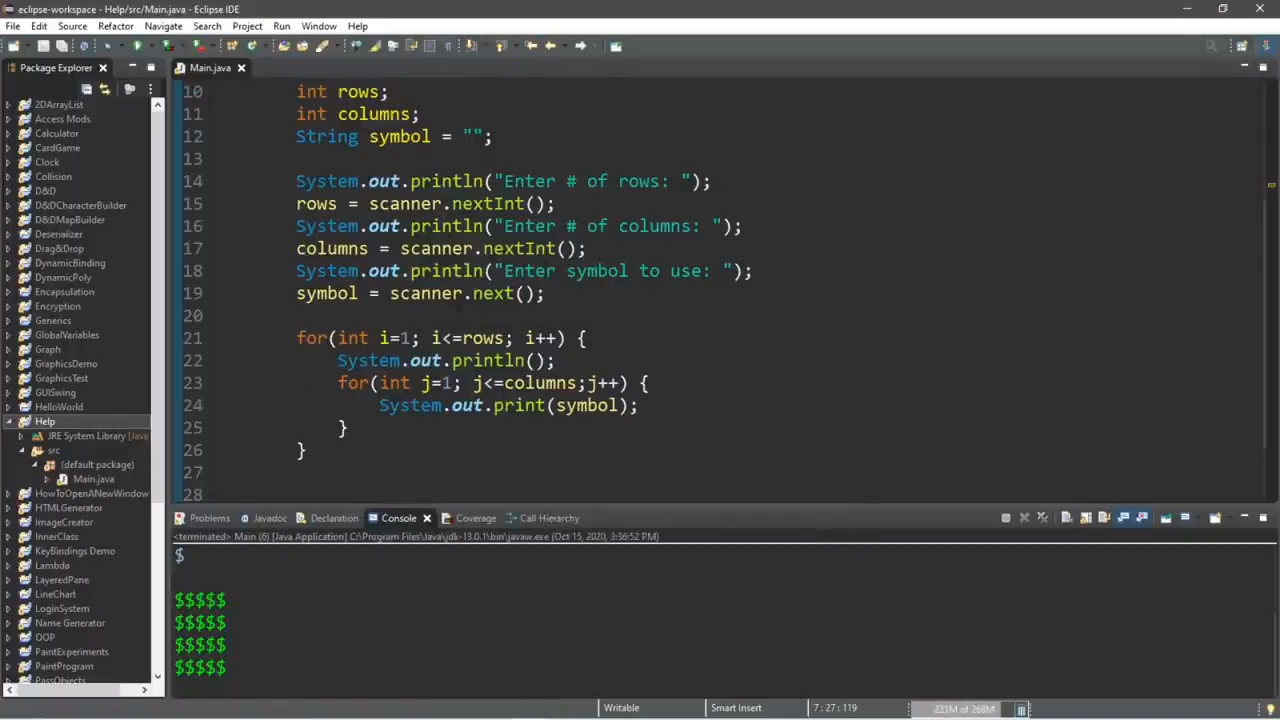 eclipse-workspace - Help/src/Main.java - Eclipse IDE
File Edit Source Refactor Navigate Search Project Run Window Help
Package Explorer
Main.java
2DArrayList
Access Mods
Calculator
CardGame
Clock
Collision
D&D
D&DCharacterBuilder
D&DMapBuilder
Deserializer
Drag&Drop
DynamicBinding
DynamicPoly
Encapsulation
Encryption
Generics
GlobalVariables
Graph
GraphicsDemo
GraphicsTest
GUISwing
HelloWorld
Help
JRE System Library [Java
src
(default package)
Main.java
HowToOpenANewWindow
HTMLGenerator
ImageCreator
InnerClass
KeyBindings Demo
Lambda
LayeredPane
LineChart
LoginSystem
Name Generator
OOP
PaintExperiments
PaintProgram
PassObjects
10 int rows;
11 int columns;
12 String symbol = "";
13
14 System.out.println("Enter # of rows: ");
15 rows = scanner.nextInt();
16 System.out.println("Enter # of columns: ");
17 columns = scanner.nextInt();
18 System.out.println("Enter symbol to use: ");
19 symbol = scanner.next();
20
21 for(int i=1; i<=rows; i++) {
22 System.out.println();
23 for(int j=1; j<=columns;j++) {
24 System.out.print(symbol);
25 }
26 }
27
28
Problems Javadoc Declaration Console Coverage Call Hierarchy
<terminated> Main (6) [Java Application] C:\Program Files\Java\jdk-13.0.1\bin\javaw.exe (Oct 15, 2020, 3:36:52 PM)
$
$$$$$
$$$$$
$$$$$
$$$$$
Writable Smart Insert 7 : 27 : 119 221M of 268M